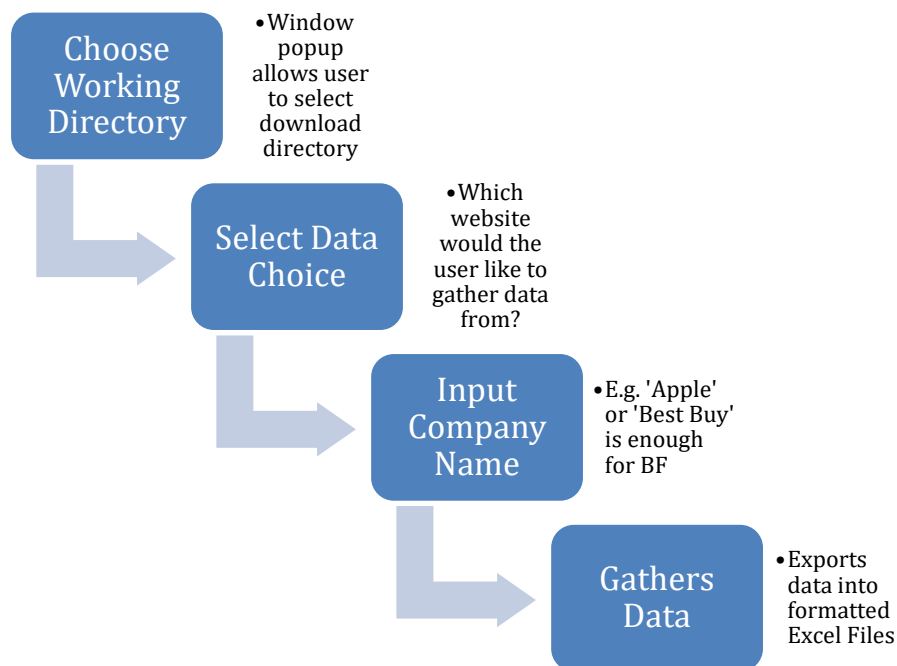 Choose
Working
Directory
•Window
popup
allows user
to select
download
directory
Select Data
Choice
•Which
website
would the
user like to
gather data
from?
Input
Company
Name
•E.g. 'Apple'
or 'Best Buy'
is enough
for BF
Gathers
Data
•Exports
data into
formatted
Excel Files